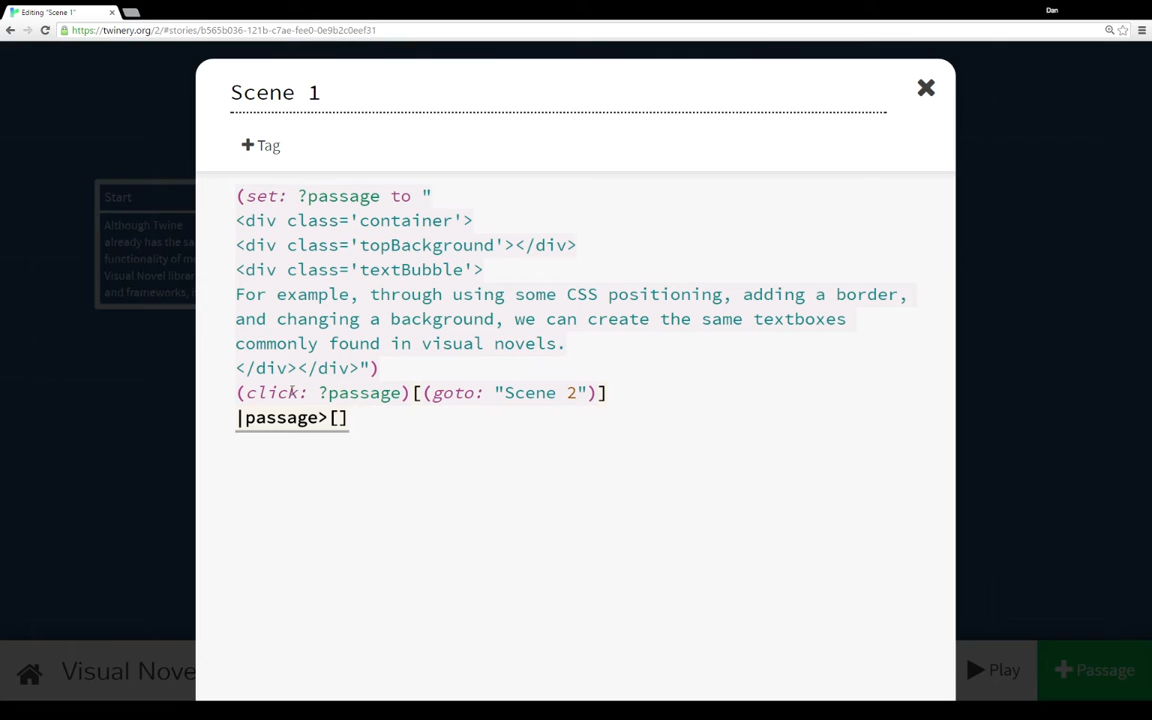 Editing "Scene 1"
Dan
https://twinery.org/2/#stories/b565b036-121b-c7ae-fee0-0e9b2c0eef31
Scene 1
Tag
Start
Although Twine
already has the sa
functionality of mo
Visual Novel librar
and frameworks, i
(set: ?passage to "
<div class='container'>
<div class='topBackground'></div>
<div class='textBubble'>
For example, through using some CSS positioning, adding a border,
and changing a background, we can create the same textboxes
commonly found in visual novels.
</div></div>")
(click: ?passage)[(goto: "Scene 2")]
|passage>[]
Visual Nove
Play
Passage